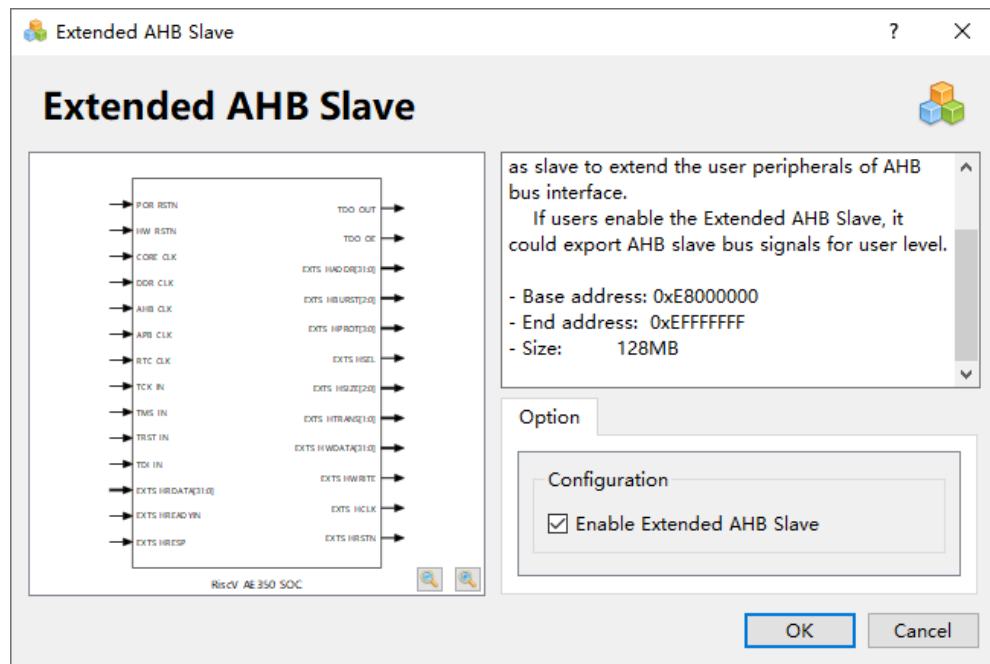 Extended AHB Slave
?
Extended AHB Slave
POR RSTN
HW RSTN
CORE CLK
DDR CLK
AHB CLK
APB CLK
RTC CLK
TCK IN
TMS IN
TRST IN
TDI IN
EXTS HRDATA[31:0]
EXTS HREADYIN
EXTS HRESP
TDO OUT
TDO OE
EXTS HADDR[31:0]
EXTS HBURST[2:0]
EXTS HPROT[3:0]
EXTS HSEL
EXTS HSIZE[2:0]
EXTS HTRANS[1:0]
EXTS HWDATA[31:0]
EXTS HWRITE
EXTS HCLK
EXTS HRSTN
RiscV AE350 SOC
as slave to extend the user peripherals of AHB
bus interface.
If users enable the Extended AHB Slave, it
could export AHB slave bus signals for user level.
- Base address: 0xE8000000
- End address: 0xEFFFFFFF
- Size: 128MB
Option
Configuration
Enable Extended AHB Slave
OK
Cancel